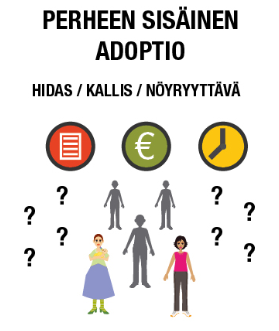 PERHEEN SISÄINEN
ADOPTIO
HIDAS / KALLIS / NÖYRYYTTÄVÄ
€
? ?
? ?
? ?
? ?